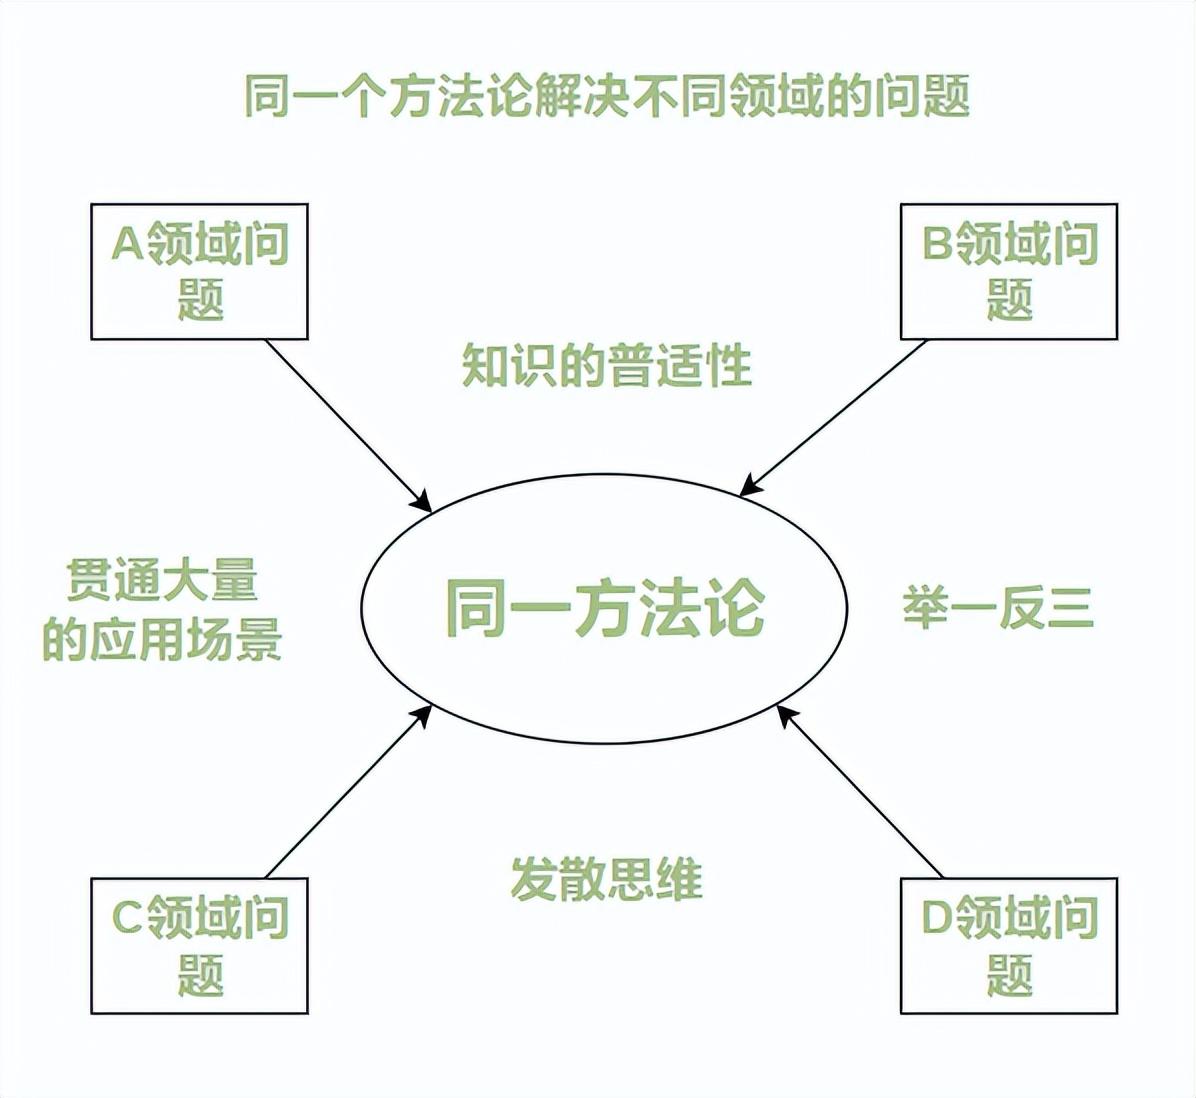 同一个方法论解决不同领域的问题
A领域问
题
B领域问
题
知识的普适性
贯通大量
的应用场景
同一方法论
举一反三
发散思维
C领域问
题
D领域问
题